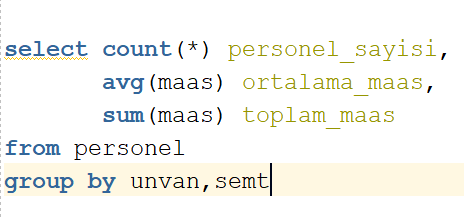 select count(*) personel_sayisi,
avg(maas) ortalama_maas,
sum(maas) toplam_maas
from personel
group by unvan,semt